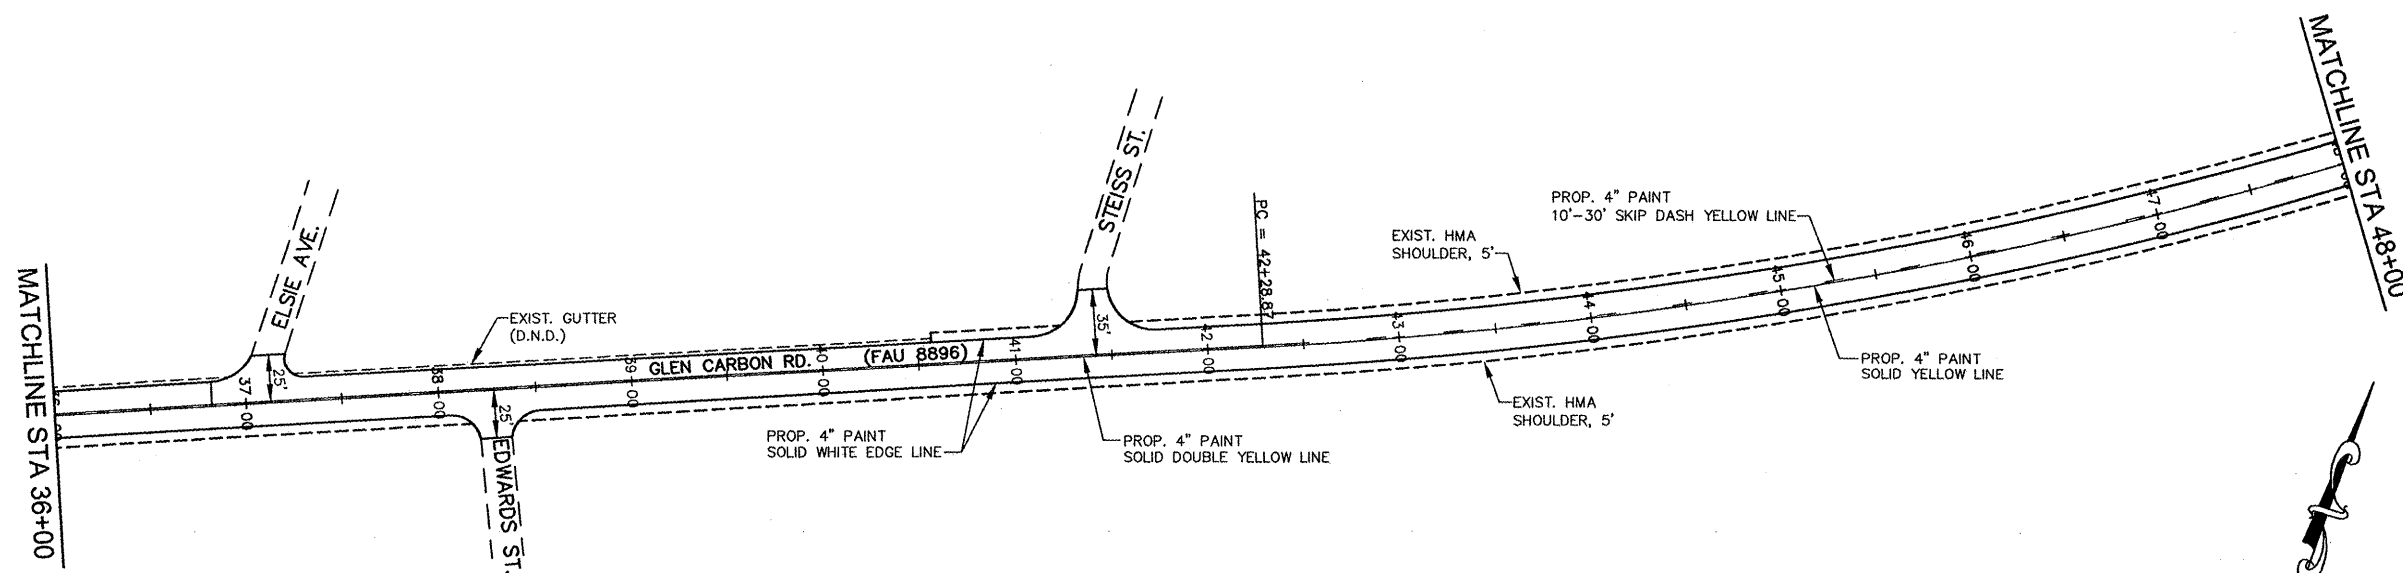 MATCHLINE STA 36+00
ELSIE AVE.
25'
37+00
EXIST. GUTTER
(D.N.D.)
38+00
25'
EDWARDS ST.
39+00
GLEN CARBON RD. (FAU 8896)
40+00
41+00
PROP. 4" PAINT
SOLID WHITE EDGE LINE
STEISS ST.
35'
PROP. 4" PAINT
SOLID DOUBLE YELLOW LINE
42+00
PC = 42+28.87
43+00
EXIST. HMA
SHOULDER, 5'
EXIST. HMA
SHOULDER, 5'
44+00
PROP. 4" PAINT
10'-30' SKIP DASH YELLOW LINE
45+00
PROP. 4" PAINT
SOLID YELLOW LINE
46+00
47+00
MATCHLINE STA 48+00